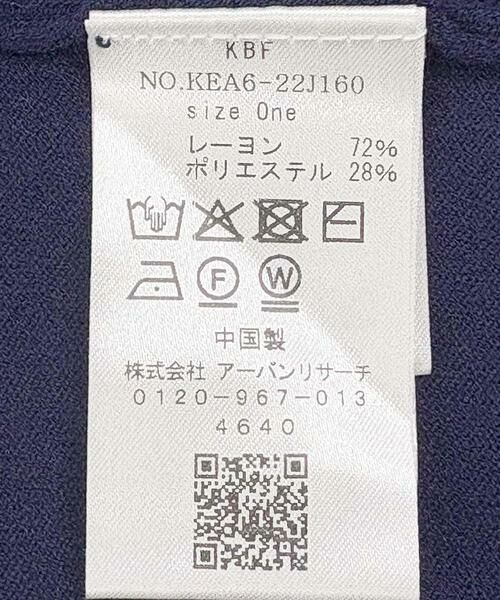 KBF
NO.KEA6-22J160
size One
レーヨン 72%
ポリエステル 28%
F W
中国製
株式会社 アーバンリサーチ
0120-967-013
4640